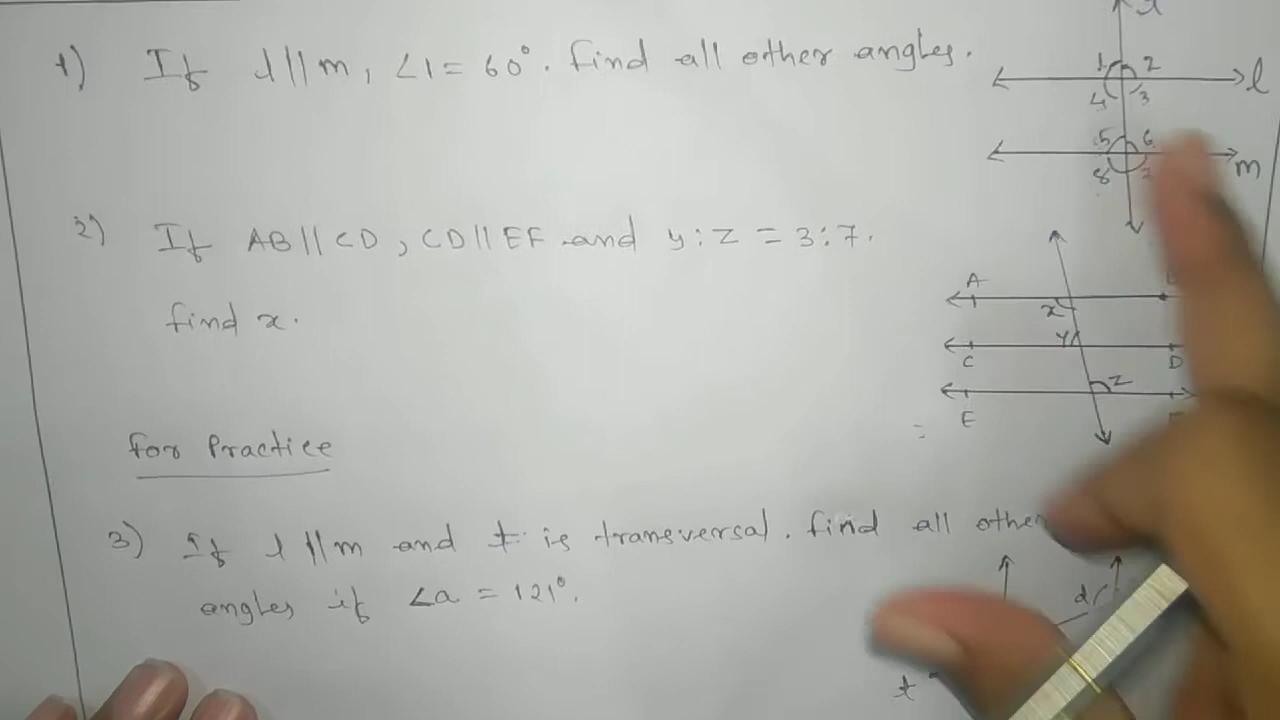 1) If l || m, ∠1 = 60°. Find all other angles.
1 2
l
4 3
5 6
m
8
2) If AB || CD, CD || EF and y : z = 3 : 7.
find x.
A
x
y
C D
z
E
For Practice
3) If l || m and t is transversal. find all other
angles if ∠a = 121°.
d
t